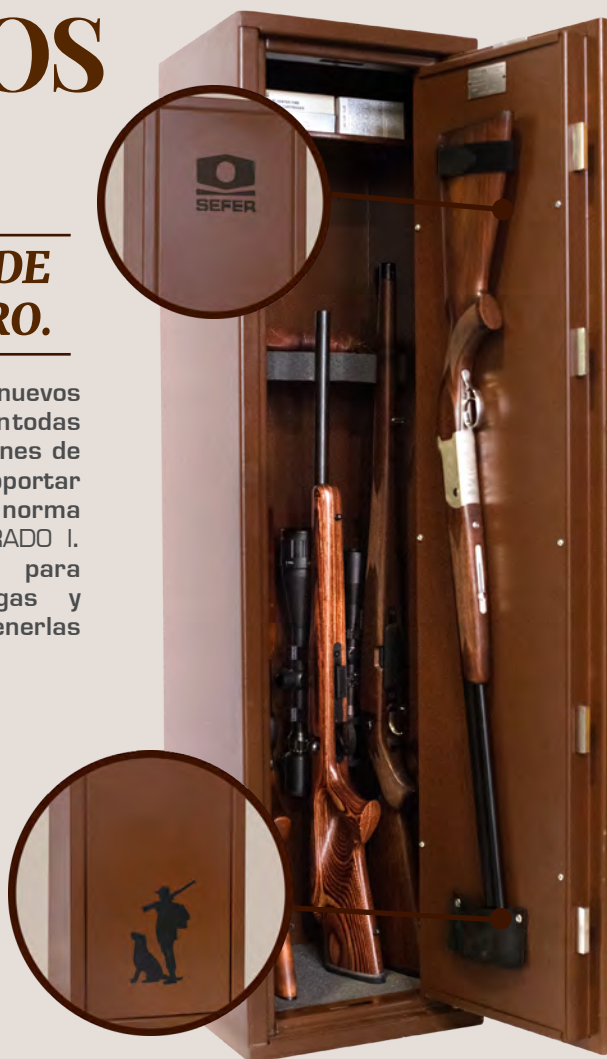 OS
DE
RO.
nuevos
ntodas
nes de
portar
norma
RADO I.
para
gas y
enerlas
SEFER